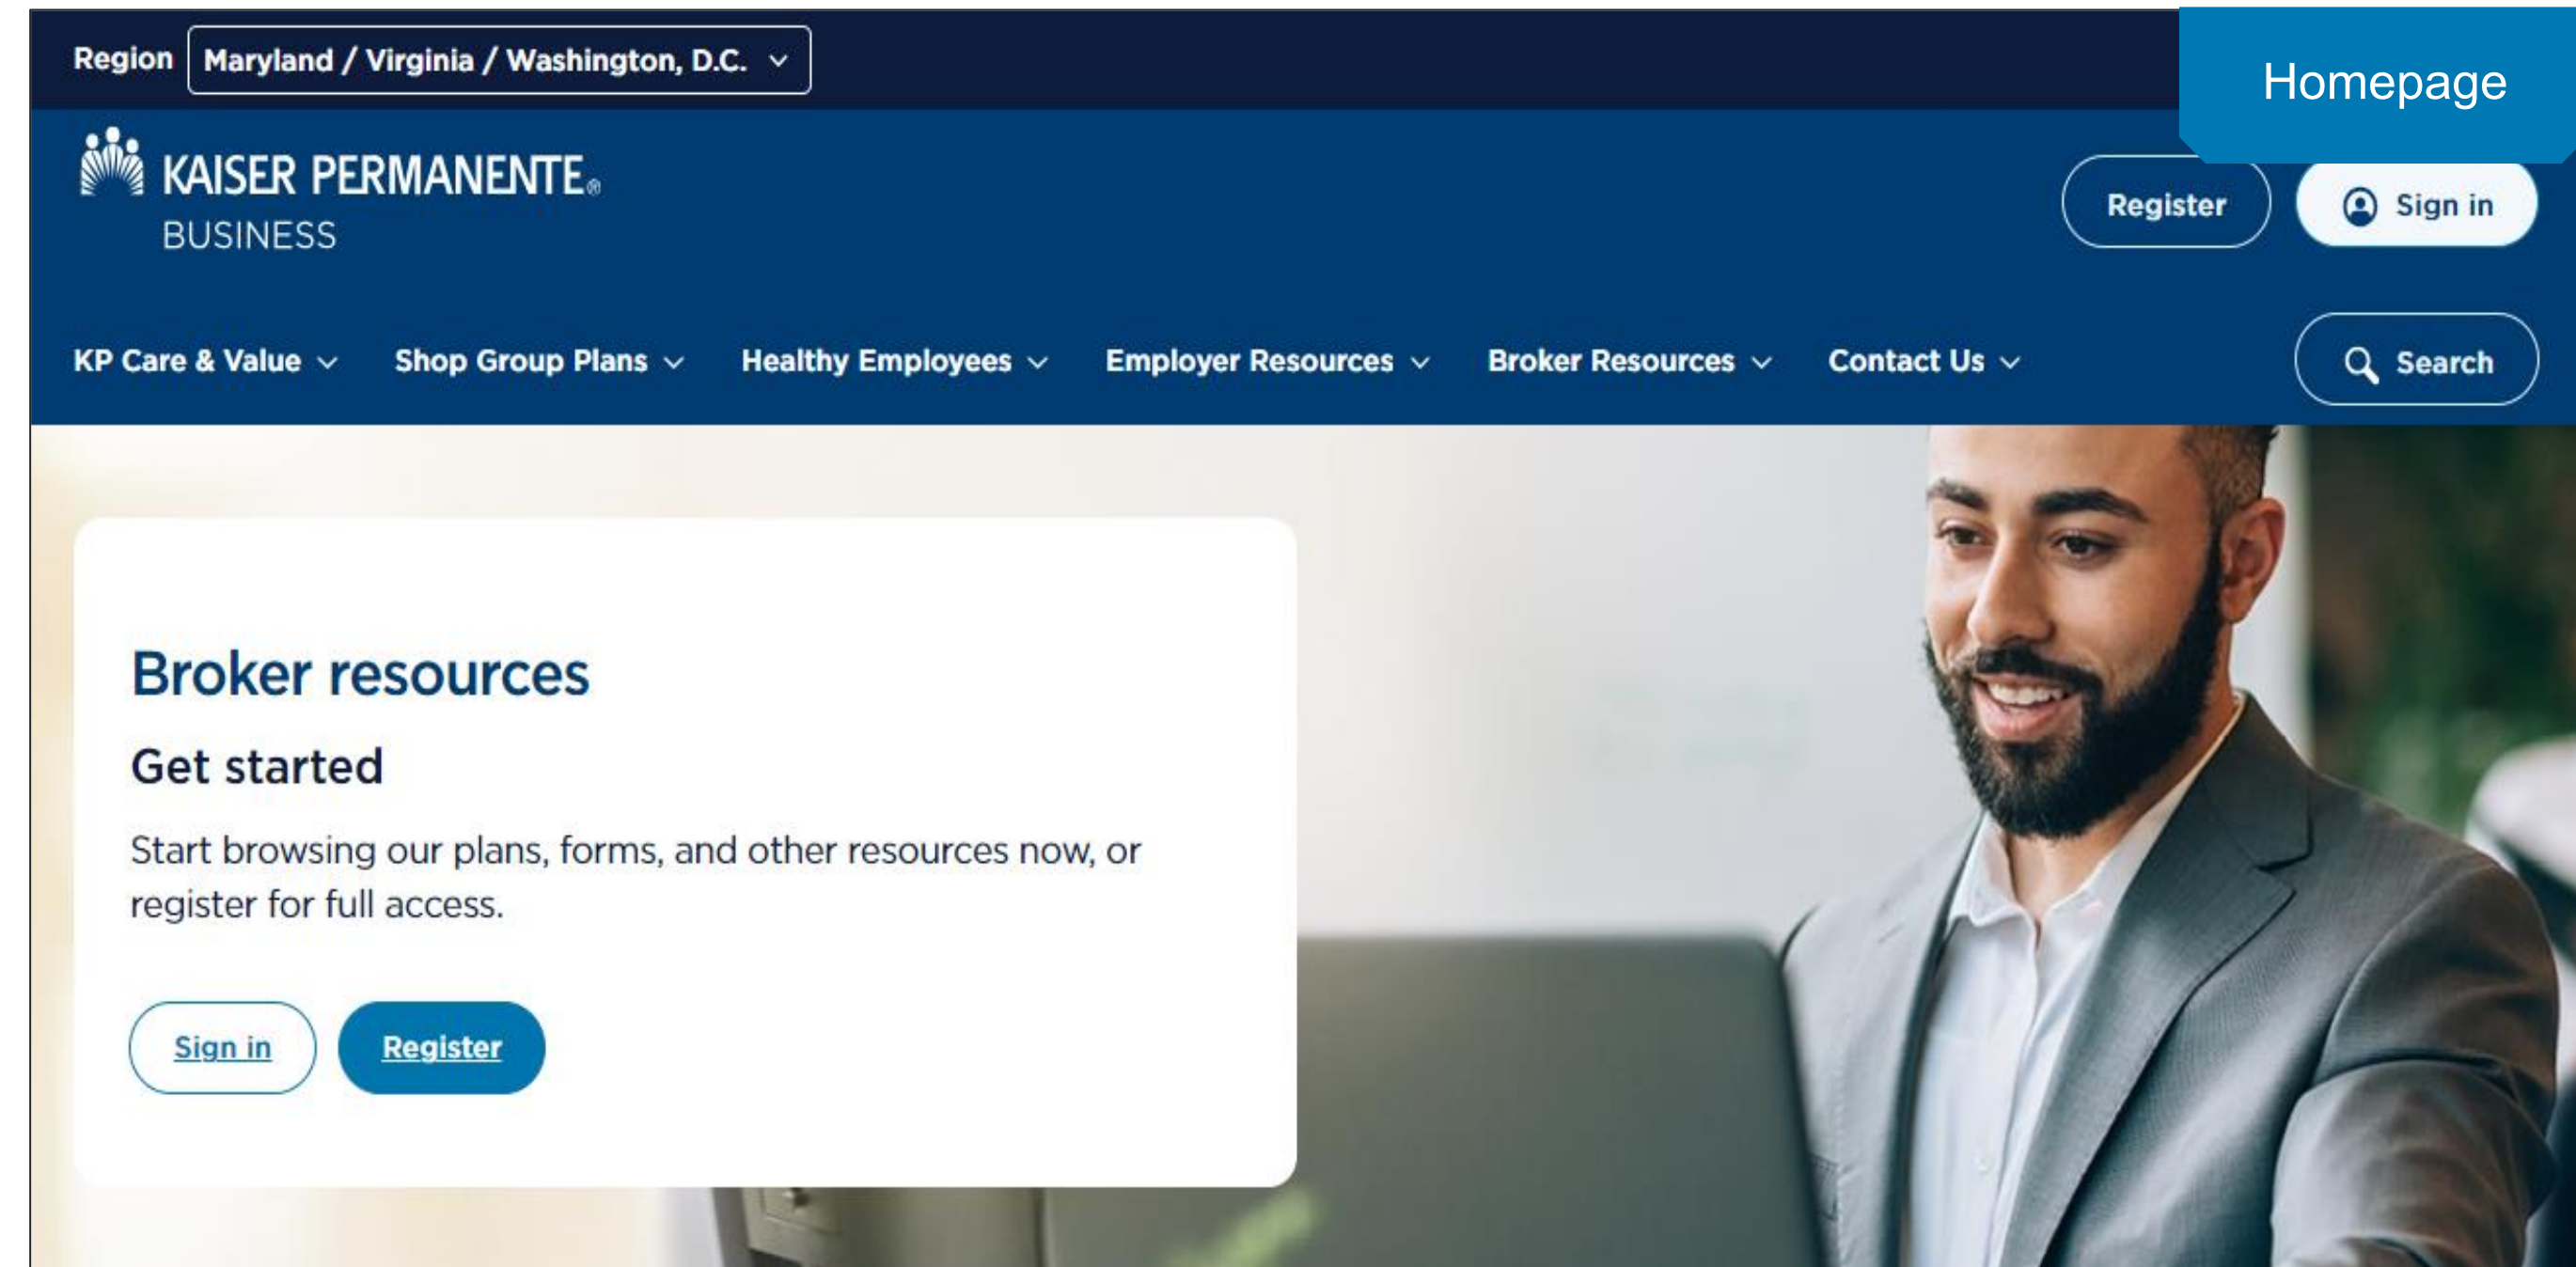 Region Maryland / Virginia / Washington, D.C.
Homepage
KAISER PERMANENTE®
BUSINESS
Register Sign in
KP Care & Value Shop Group Plans Healthy Employees Employer Resources Broker Resources Contact Us Search
Broker resources
Get started
Start browsing our plans, forms, and other resources now, or
register for full access.
Sign in Register